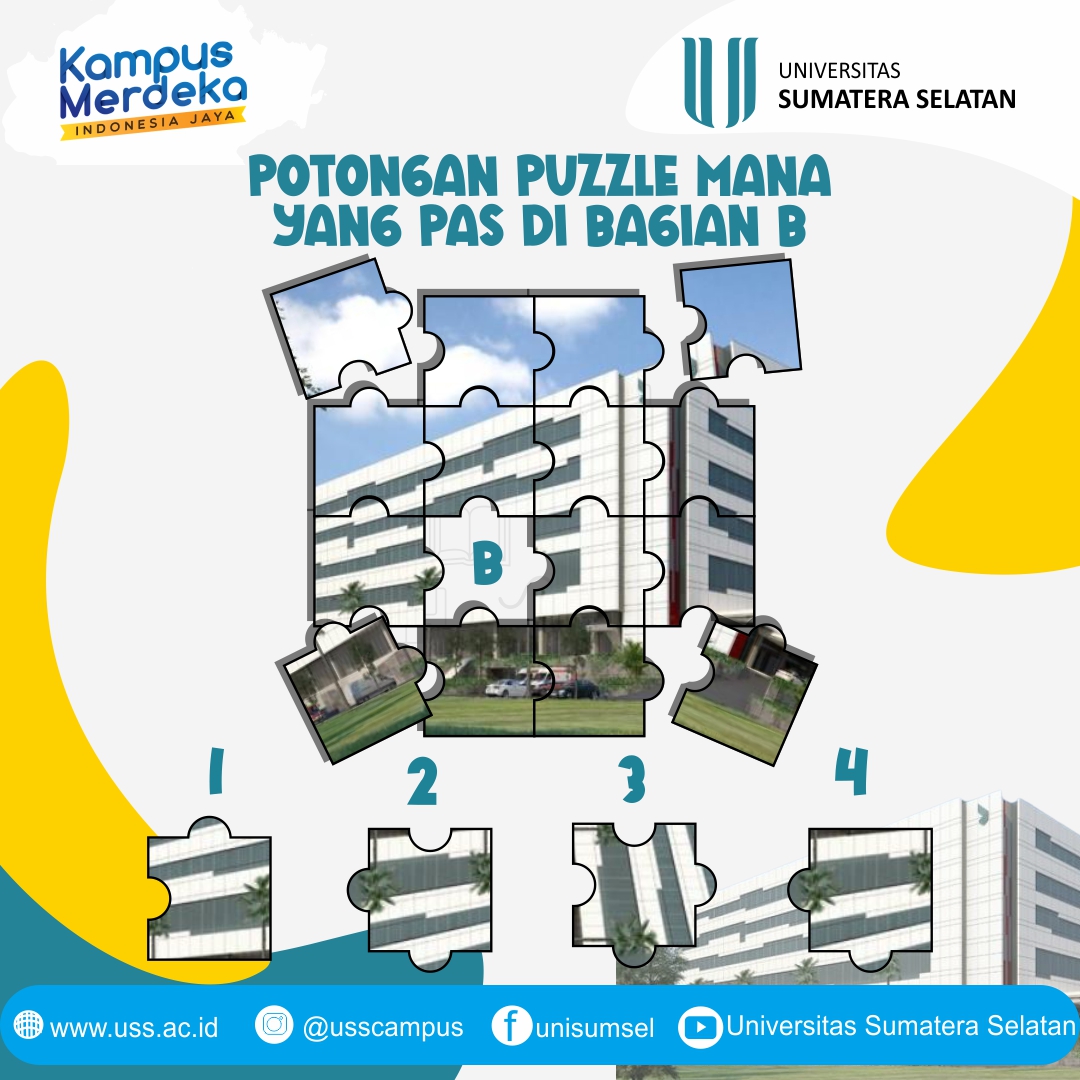 Kampus
Merdeka
INDONESIA JAYA
UNIVERSITAS
SUMATERA SELATAN
POTONGAN PUZZLE MANA
YANG PAS DI BAGIAN B
B
1 2 3 4
www.uss.ac.id @usscampus unisumsel Universitas Sumatera Selatan